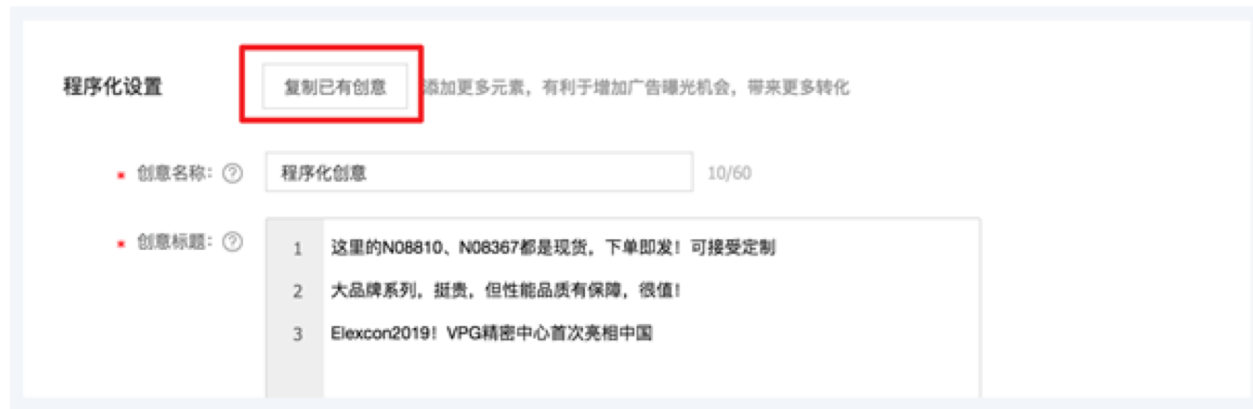 程序化设置 复制已有创意 添加更多元素，有利于增加广告曝光机会，带来更多转化
* 创意名称：? 程序化创意 10/60
* 创意标题：? 1 这里的N08810、N08367都是现货，下单即发！可接受定制
2 大品牌系列，挺贵，但性能品质有保障，很值！
3 Elexcon2019！VPG精密中心首次亮相中国